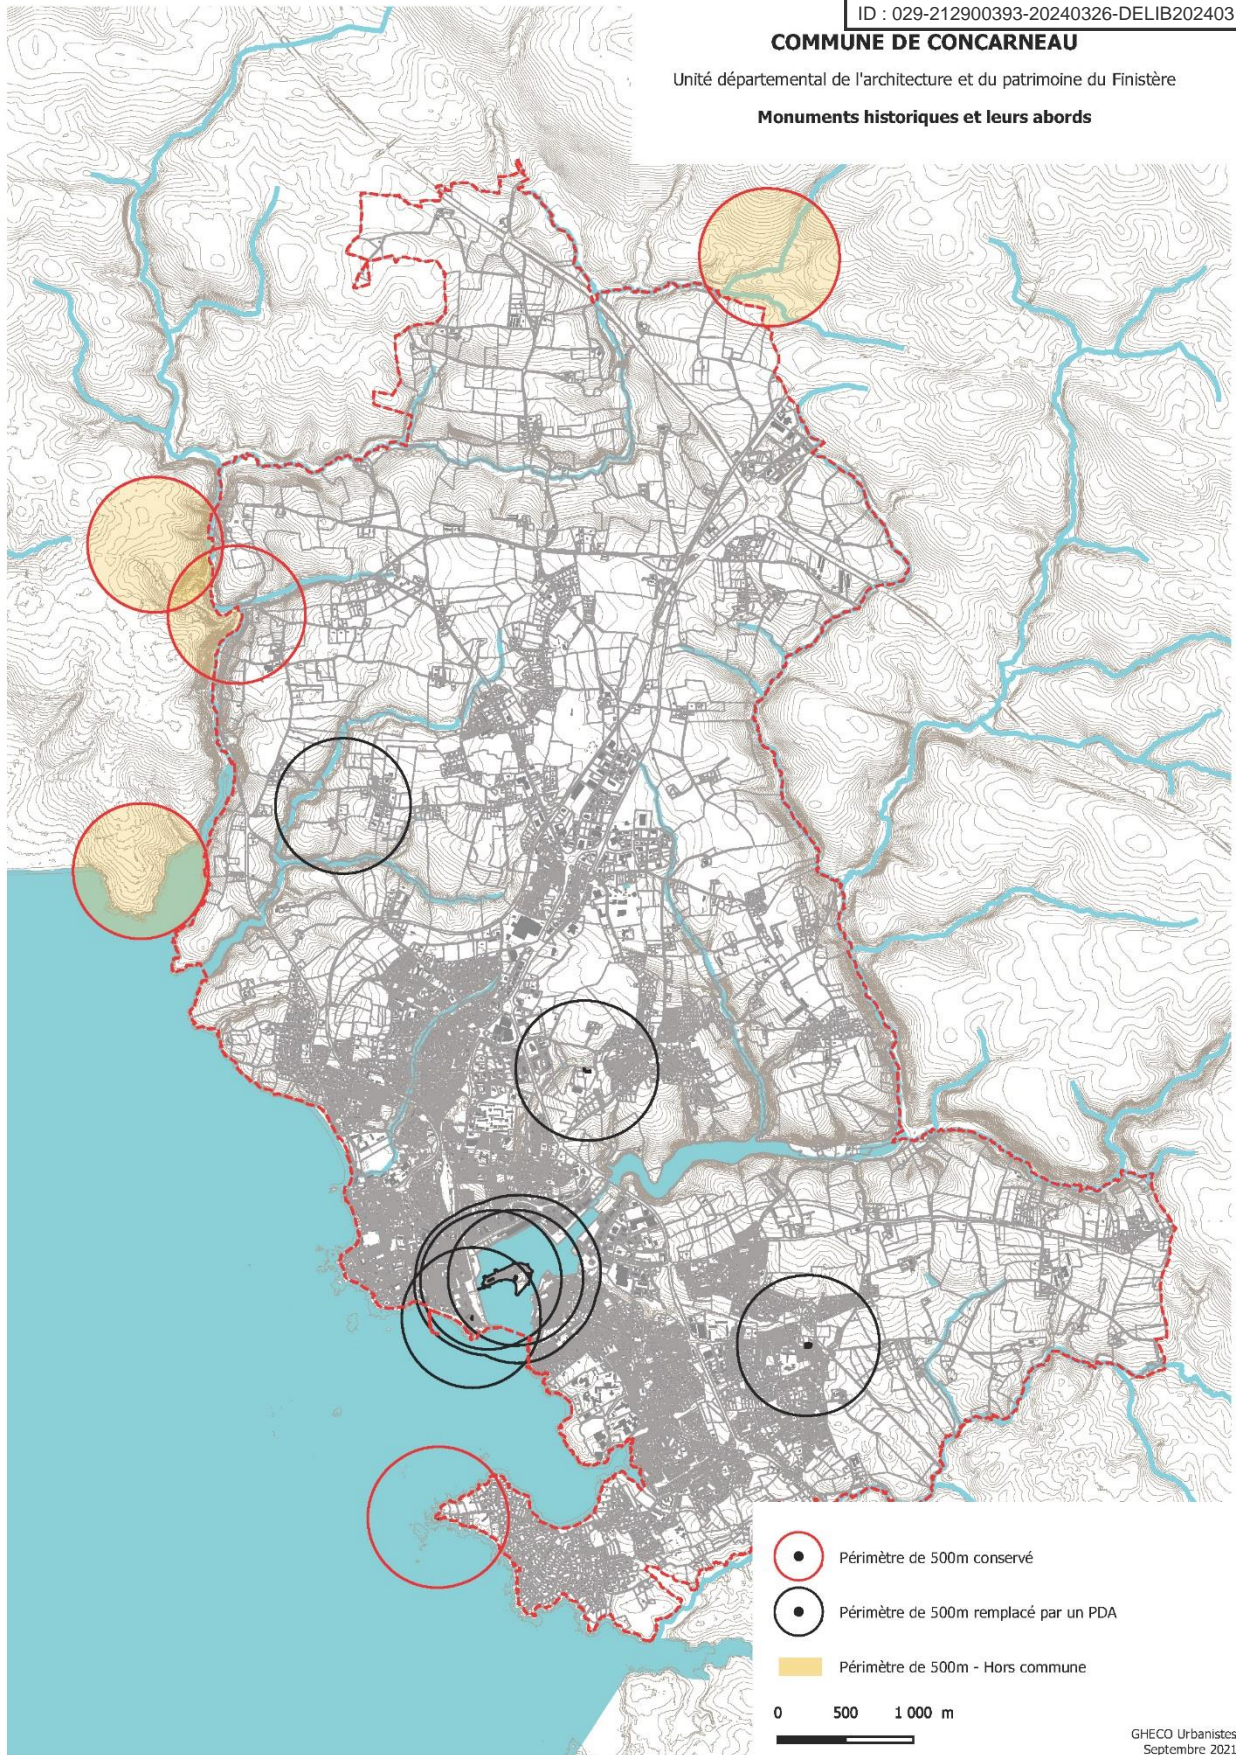 ID : 029-212900393-20240326-DELIB202403
COMMUNE DE CONCARNEAU
Unité départemental de l'architecture et du patrimoine du Finistère
Monuments historiques et leurs abords
Périmètre de 500m conservé
Périmètre de 500m remplacé par un PDA
Périmètre de 500m - Hors commune
0 500 1 000 m
GHECO Urbanistes
Septembre 2021